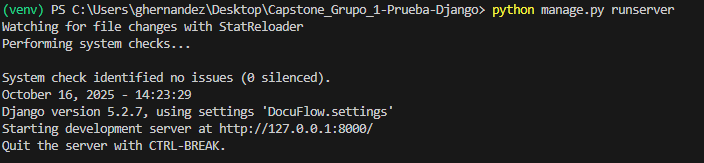 (venv) PS C:\Users\ghernandez\Desktop\Capstone_Grupo_1-Prueba-Django> python manage.py runserver
Watching for file changes with StatReloader
Performing system checks...
System check identified no issues (0 silenced).
October 16, 2025 - 14:23:29
Django version 5.2.7, using settings 'DocuFlow.settings'
Starting development server at http://127.0.0.1:8000/
Quit the server with CTRL-BREAK.